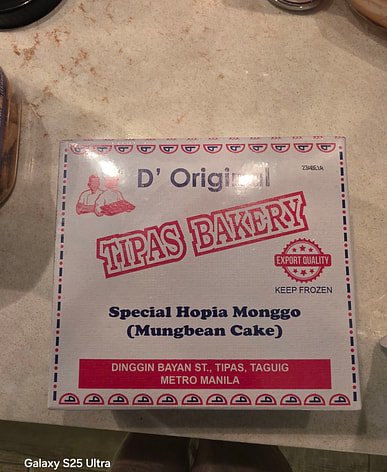 D' Original
TIPAS BAKERY
EXPORT QUALITY
KEEP FROZEN
Special Hopia Monggo
(Mungbean Cake)
DINGGIN BAYAN ST., TIPAS, TAGUIG
METRO MANILA
Galaxy S25 Ultra